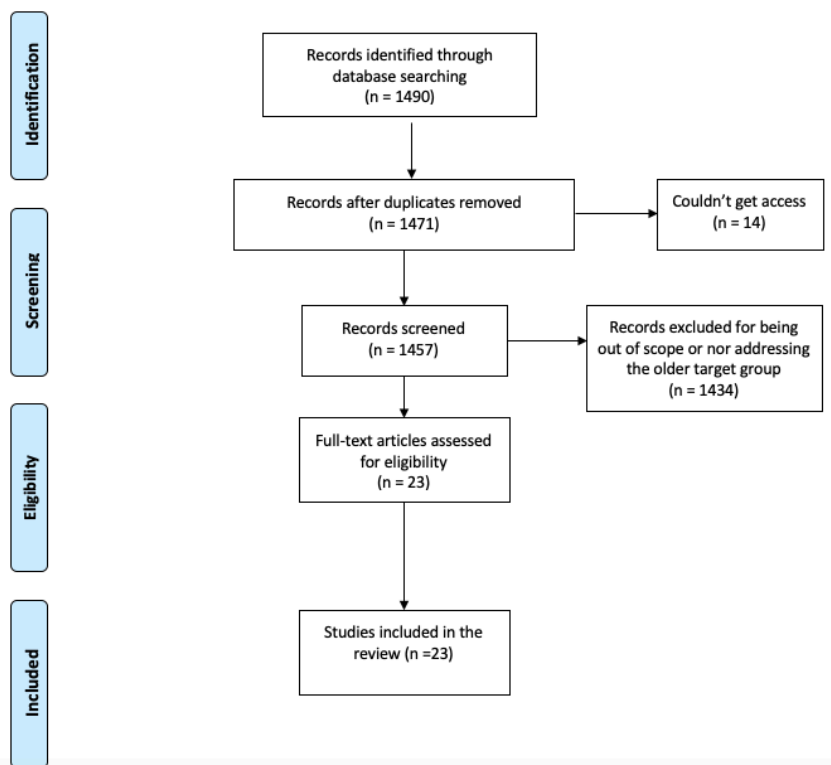 Identification
Records identified through
database searching
(n = 1490)
Records after duplicates removed
(n = 1471)
Couldn't get access
(n = 14)
Screening
Records screened
(n = 1457)
Records excluded for being
out of scope or nor addressing
the older target group
(n = 1434)
Eligibility
Full-text articles assessed
for eligibility
(n = 23)
Included
Studies included in the
review (n =23)